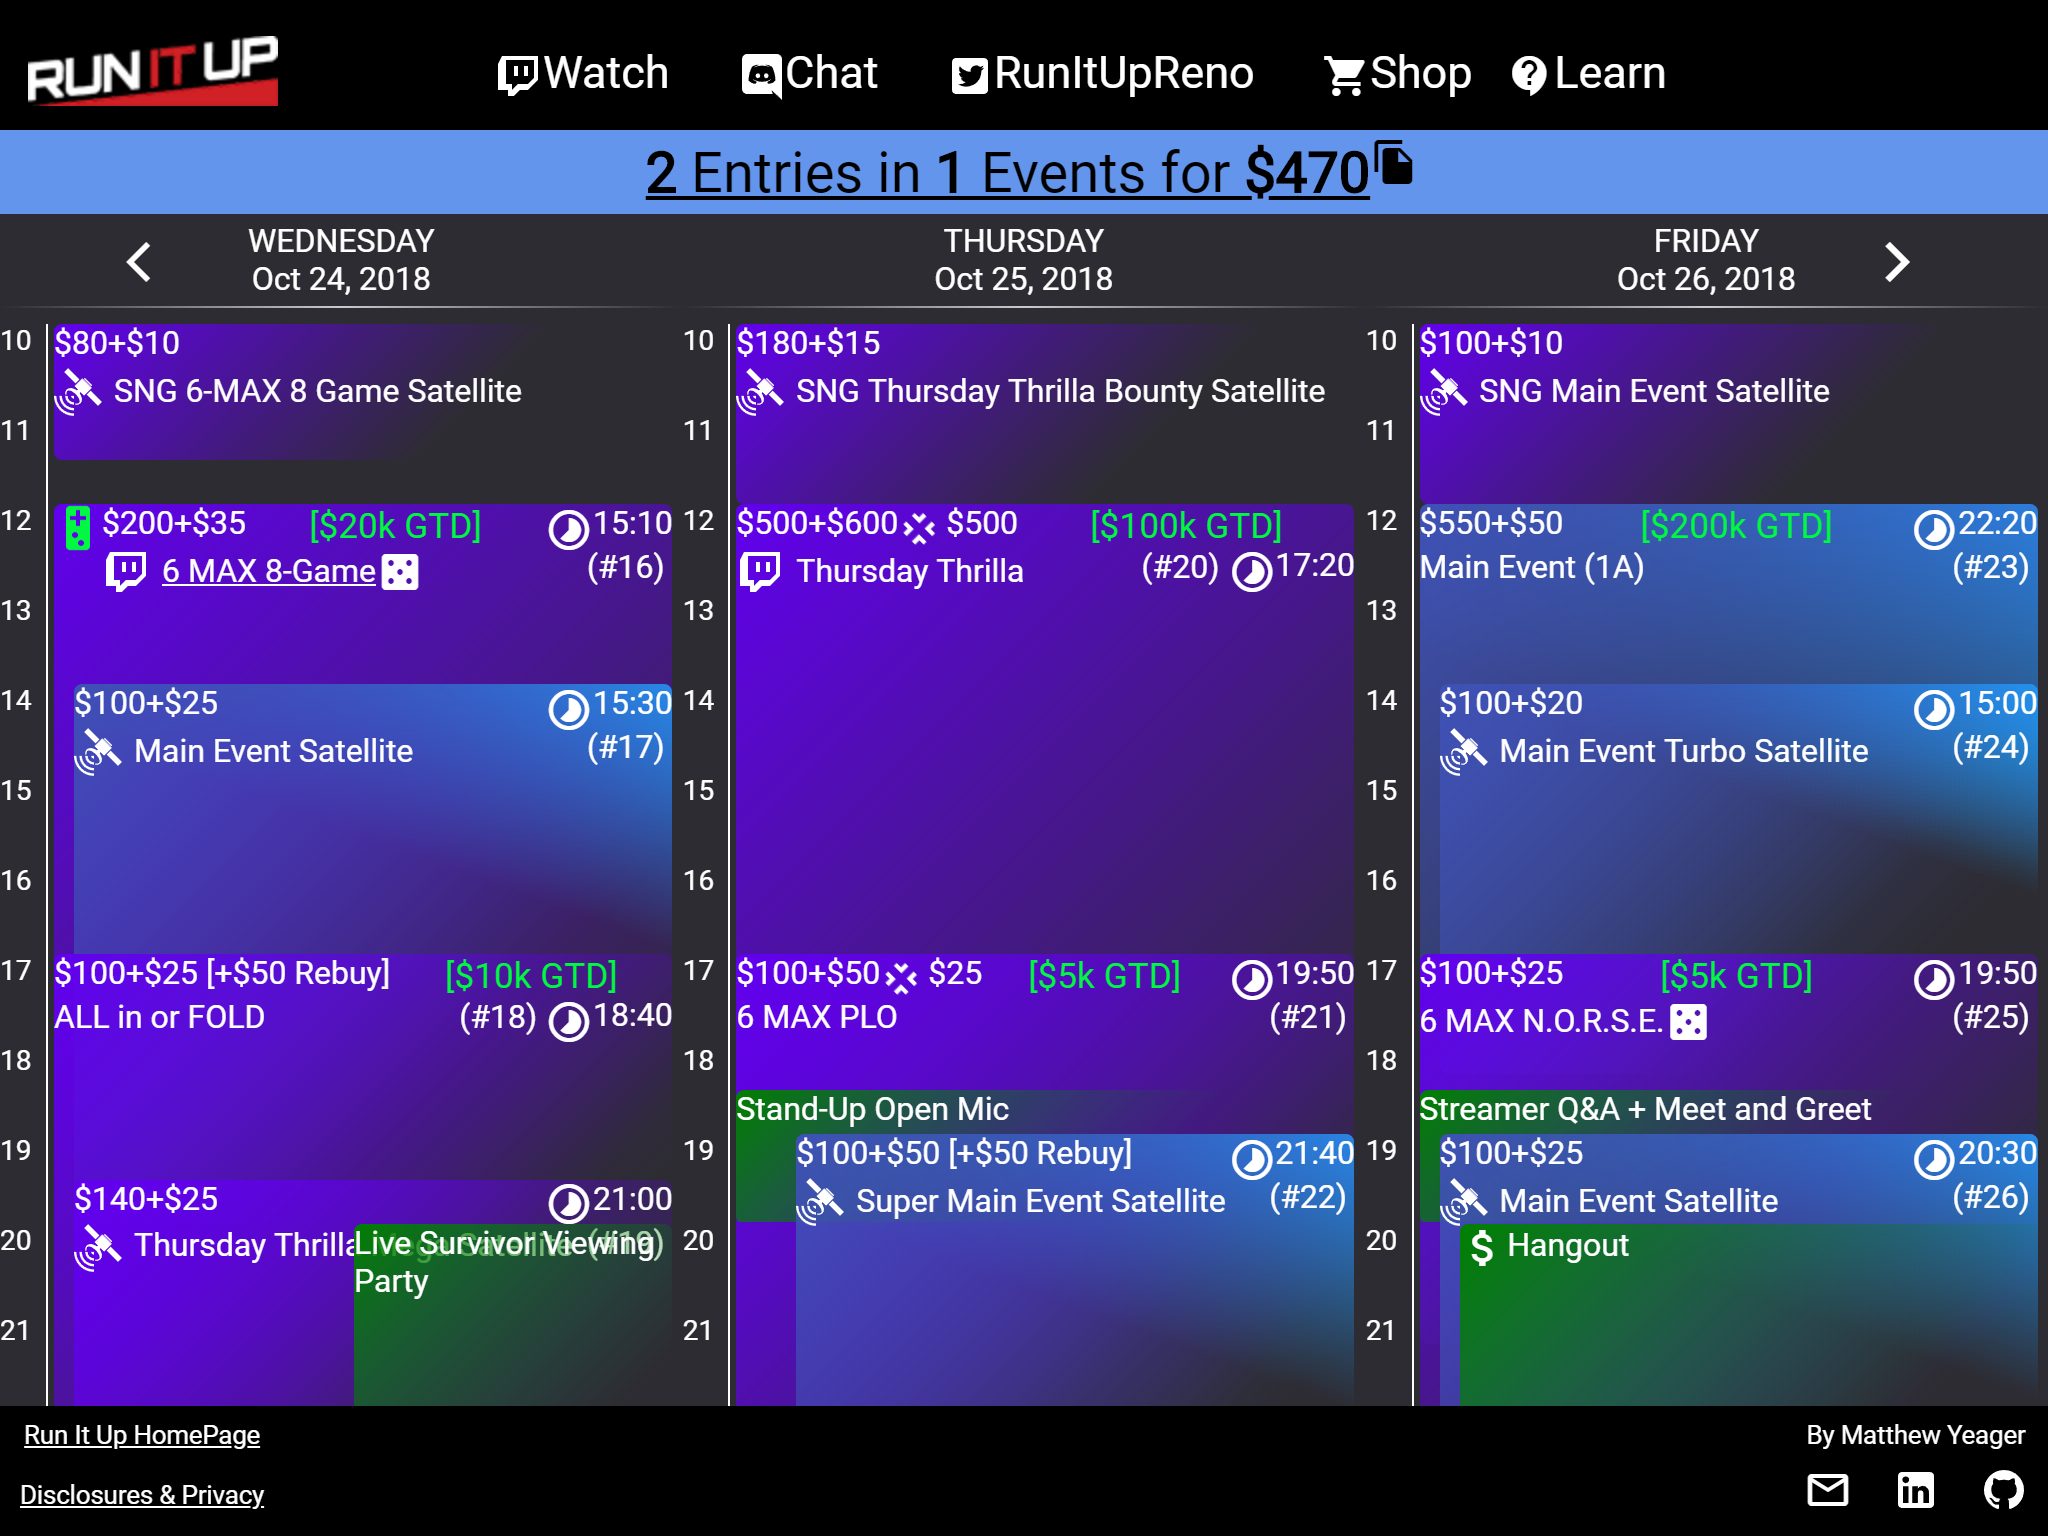 RUN IT UP
Watch
Chat
RunItUpReno
Shop
Learn
2 Entries in 1 Events for $470
WEDNESDAY
Oct 24, 2018
THURSDAY
Oct 25, 2018
FRIDAY
Oct 26, 2018
10
11
12
13
14
15
16
17
18
19
20
21
$80+$10
SNG 6-MAX 8 Game Satellite
$200+$35 [$20k GTD] 15:10
6 MAX 8-Game (#16)
$100+$25 15:30
Main Event Satellite (#17)
$100+$25 [+$50 Rebuy] [$10k GTD]
ALL in or FOLD (#18) 18:40
$140+$25 21:00
Thursday Thrilla Mega Satellite (#19)
Live Survivor Viewing
Party
10
11
12
13
14
15
16
17
18
19
20
21
$180+$15
SNG Thursday Thrilla Bounty Satellite
$500+$600 $500 [$100k GTD]
Thursday Thrilla (#20) 17:20
$100+$50 $25 [$5k GTD] 19:50
6 MAX PLO (#21)
Stand-Up Open Mic
$100+$50 [+$50 Rebuy] 21:40
Super Main Event Satellite (#22)
10
11
12
13
14
15
16
17
18
19
20
21
$100+$10
SNG Main Event Satellite
$550+$50 [$200k GTD] 22:20
Main Event (1A) (#23)
$100+$20 15:00
Main Event Turbo Satellite (#24)
$100+$25 [$5k GTD] 19:50
6 MAX N.O.R.S.E. (#25)
Streamer Q&A + Meet and Greet
$100+$25 20:30
Main Event Satellite (#26)
$ Hangout
Run It Up HomePage
Disclosures & Privacy
By Matthew Yeager
in